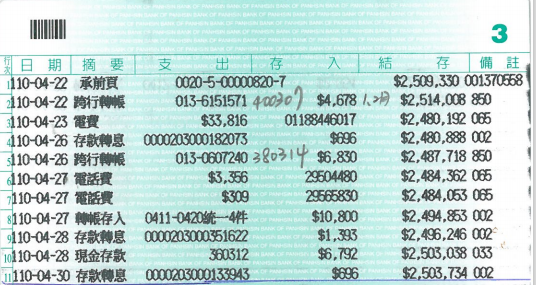 3
行次 日期 摘要 支出 存入 結存 備註
1 110-04-22 承前頁 0020-5-00000820-7 $2,509,330 001370568
2 110-04-22 跨行轉帳 013-6151571 400307 $4,678 1.2月 $2,514,008 850
3 110-04-23 電費 $33,816 01188446017 $2,480,192 065
4 110-04-26 存款轉息 0000203000182073 $696 $2,480,888 002
5 110-04-26 跨行轉帳 013-0607240 380314 $6,830 $2,487,718 850
6 110-04-27 電話費 $3,356 29504480 $2,484,362 065
7 110-04-27 電話費 $309 29565830 $2,484,053 065
8 110-04-27 轉帳存入 0411-0420統一4件 $10,800 $2,494,853 002
9 110-04-28 存款轉息 0000203000351622 $1,393 $2,496,246 002
10 110-04-28 現金存款 360312 $6,792 $2,503,038 033
11 110-04-30 存款轉息 0000203000133943 $696 $2,503,734 002